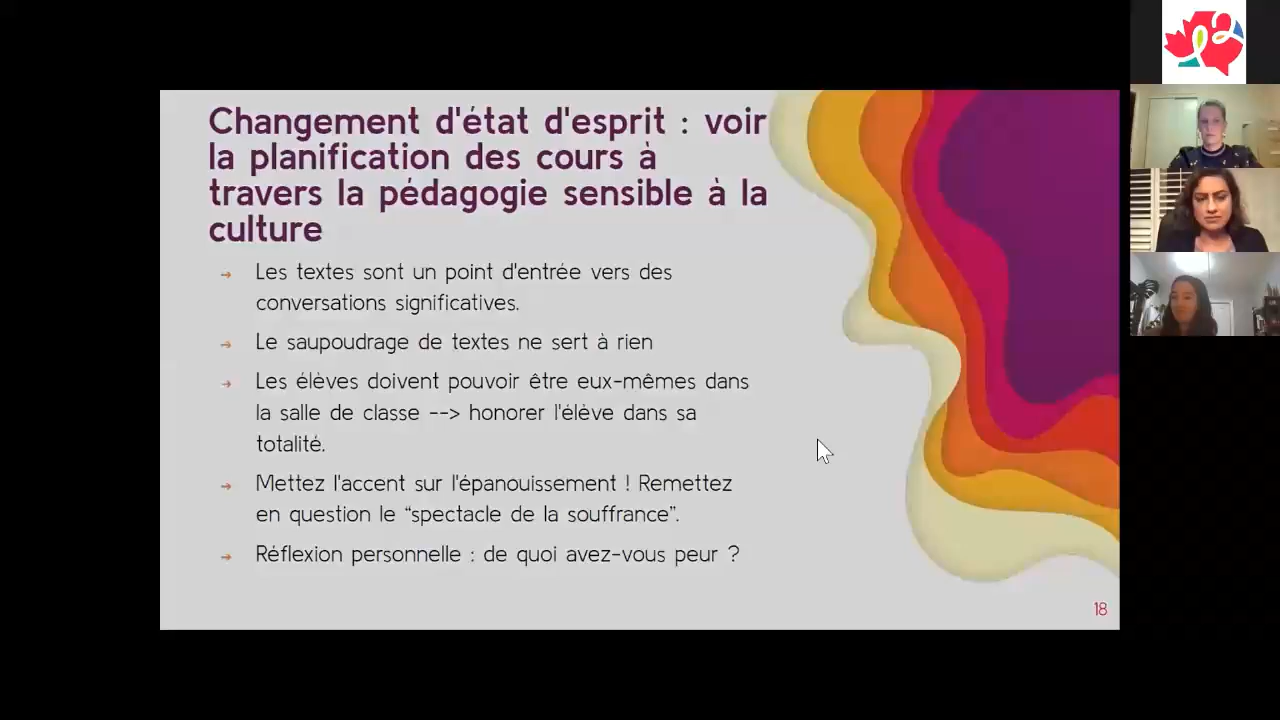 Changement d'état d'esprit : voir
la planification des cours à
travers la pédagogie sensible à la
culture
→ Les textes sont un point d'entrée vers des
conversations significatives.
→ Le saupoudrage de textes ne sert à rien
→ Les élèves doivent pouvoir être eux-mêmes dans
la salle de classe --> honorer l'élève dans sa
totalité.
→ Mettez l'accent sur l'épanouissement ! Remettez
en question le “spectacle de la souffrance”.
→ Réflexion personnelle : de quoi avez-vous peur ?
18